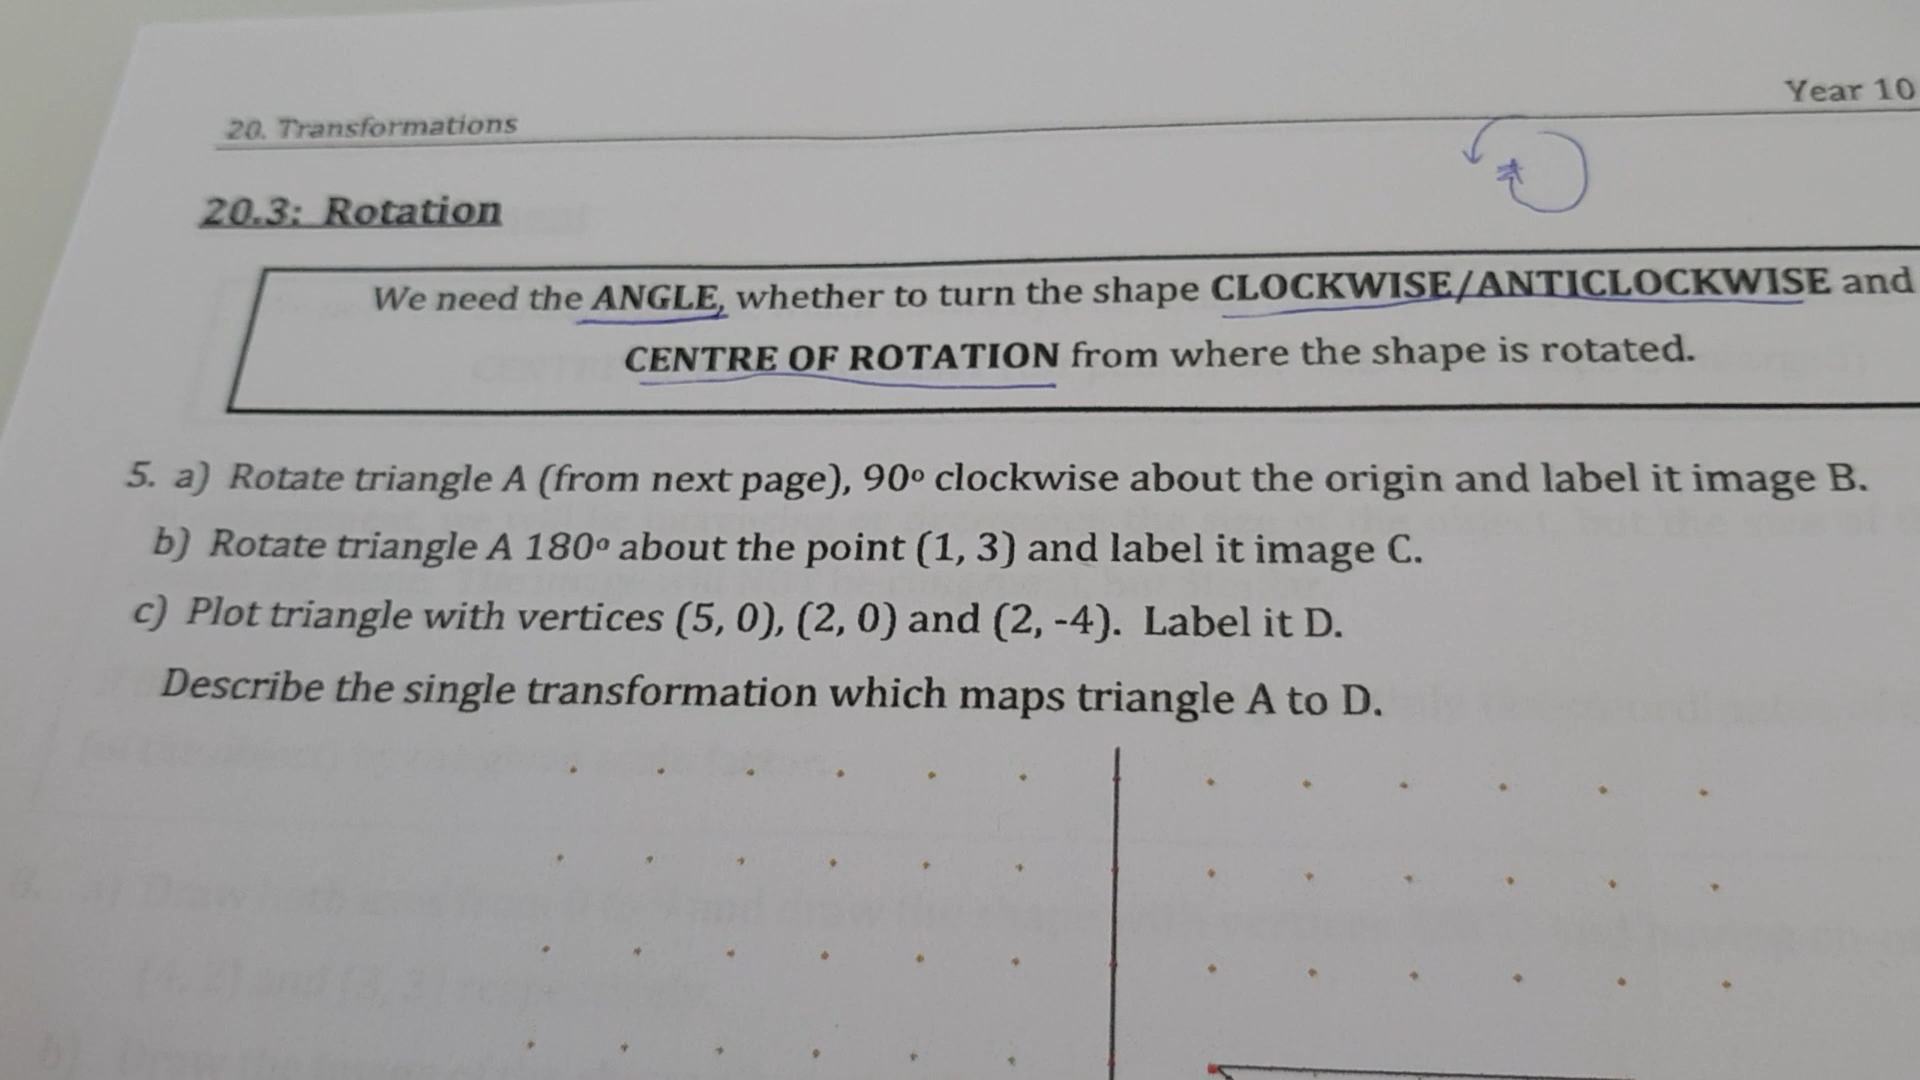 Year 10
20. Transformations
20.3: Rotation
We need the ANGLE, whether to turn the shape CLOCKWISE/ANTICLOCKWISE and
CENTRE OF ROTATION from where the shape is rotated.
5. a) Rotate triangle A (from next page), 90º clockwise about the origin and label it image B.
b) Rotate triangle A 180º about the point (1, 3) and label it image C.
c) Plot triangle with vertices (5, 0), (2, 0) and (2, -4). Label it D.
Describe the single transformation which maps triangle A to D.